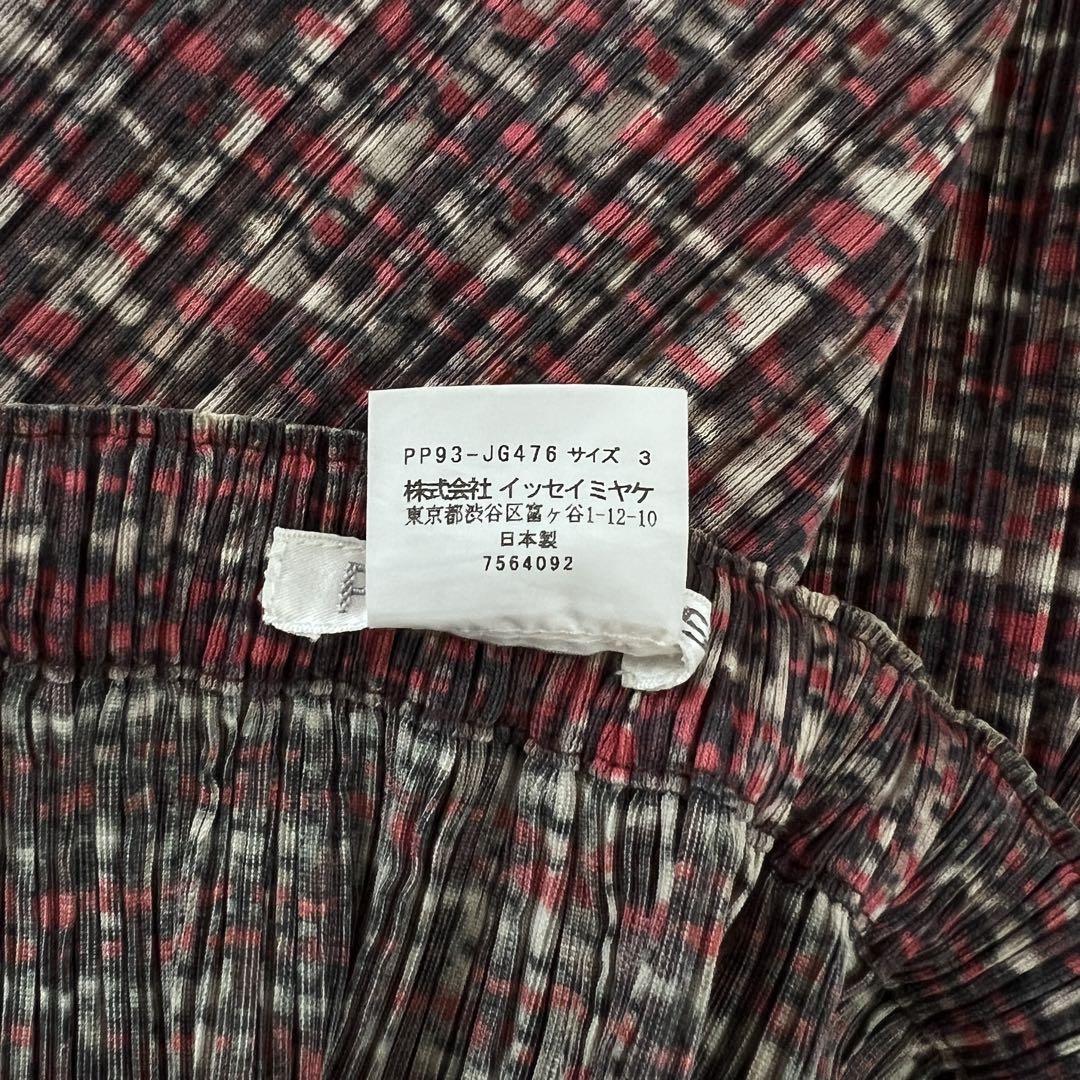 PP93-JG476 サイズ 3
株式会社 イッセイミヤケ
東京都渋谷区富ヶ谷1-12-10
日本製
7564092